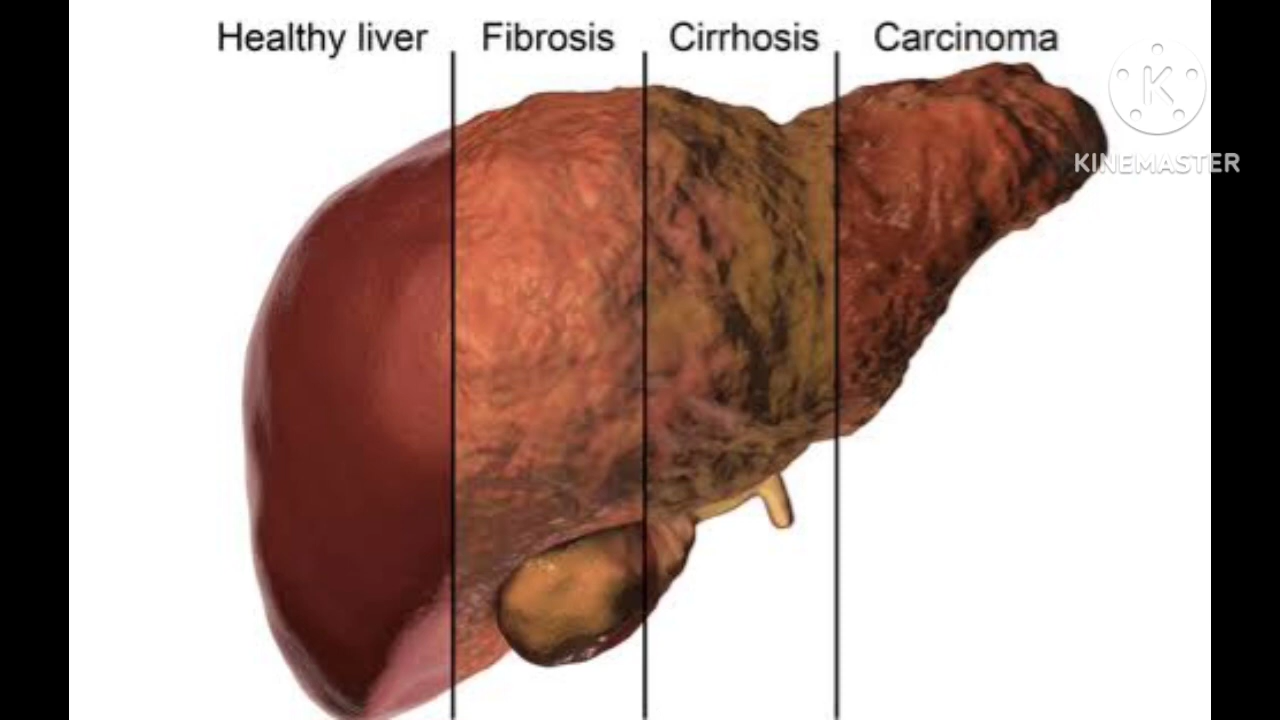 Healthy liver
Fibrosis
Cirrhosis
Carcinoma
K
KINEMASTER